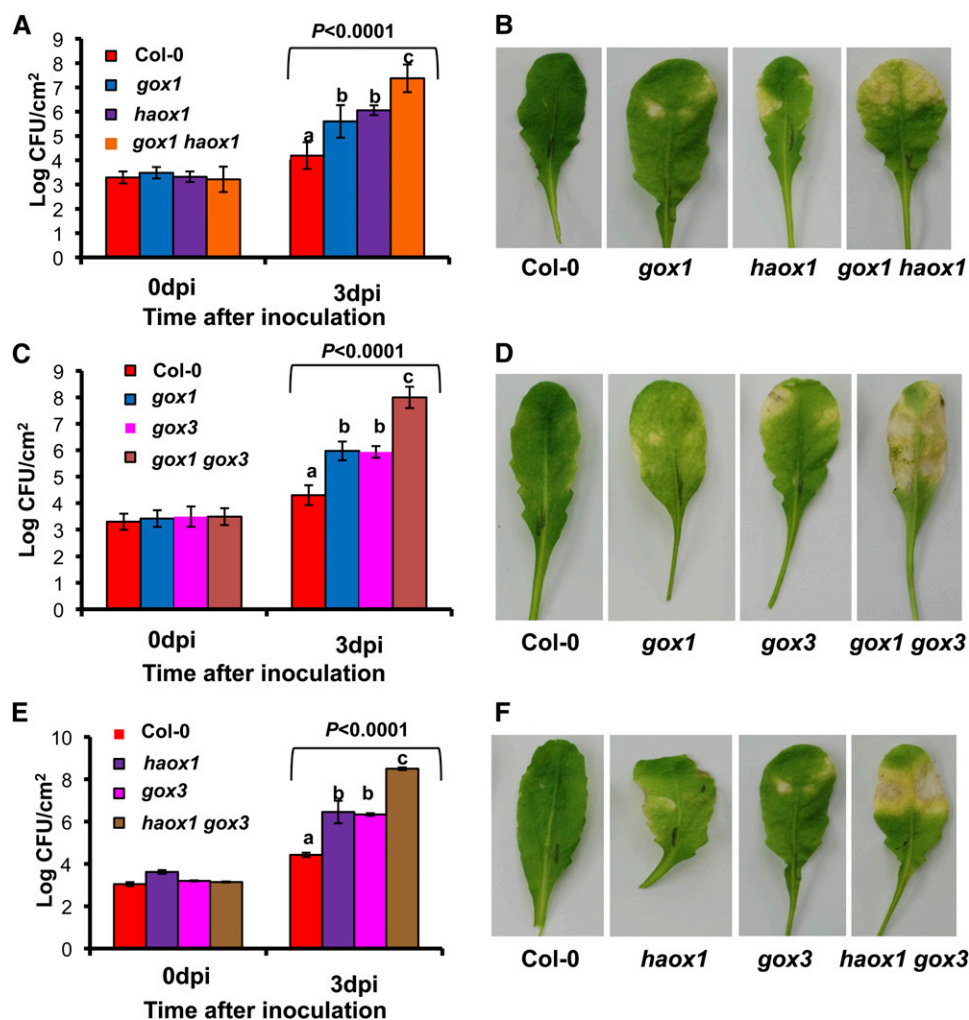 A
9
8
7
6
5
4
3
2
1
0
Log CFU/cm2
Col-0
gox1
haox1
gox1 haox1
P<0.0001
a
b
b
c
0dpi
3dpi
Time after inoculation
B
Col-0
gox1
haox1
gox1 haox1
C
9
8
7
6
5
4
3
2
1
0
Log CFU/cm2
Col-0
gox1
gox3
gox1 gox3
P<0.0001
a
b
b
c
0dpi
3dpi
Time after inoculation
D
Col-0
gox1
gox3
gox1 gox3
E
10
8
6
4
2
0
Log CFU/cm2
Col-0
haox1
gox3
haox1 gox3
P<0.0001
a
b
b
c
0dpi
3dpi
Time after inoculation
F
Col-0
haox1
gox3
haox1 gox3